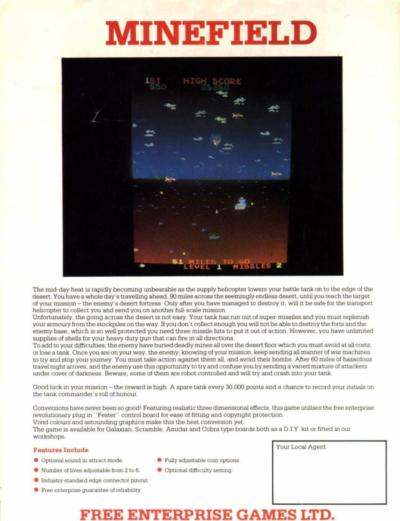 MINEFIELD
1ST HIGH SCORE
51 MILES TO GO
LEVEL 1 MISSLES 2
The mid-day heat is rapidly becoming unbearable as the supply helicopter lowers your battle tank on to the edge of the
desert. You have a whole day's travelling ahead, 90 miles across the seemingly endless desert, until you reach the target
of your mission – the enemy's desert fortress. Only after you have managed to destroy it, will it be safe for the transport
helicopter to collect you and send you on another full-scale mission.
Unfortunately, the going across the desert is not easy. Your tank has run out of super-missiles and you must replenish
your armoury from the stockpiles on the way. If you don't collect enough you will not be able to destroy the forts and the
enemy base, which is so well protected you need three missile hits to put it out of action. However, you have unlimited
supplies of shells for your heavy duty gun that can fire in all directions.
To add to your difficulties, the enemy have buried deadly mines all over the desert floor which you must avoid at all costs,
or lose a tank. Once you are on your way, the enemy, knowing of your mission, keep sending all manner of war machines
to try and stop your journey. You must take action against them all, and avoid their bombs. After 60 miles of hazardous
travel night arrives, and the enemy use this opportunity to try and confuse you by sending a varied mixture of attackers
under cover of darkness. Beware, some of them are robot controlled and will try and crash into your tank.
Good luck in your mission – the reward is high. A spare tank every 30,000 points and a chance to record your initials on
the tank commander's roll of honour.
Conversions have never been so good! Featuring realistic three dimensional effects, this game utilises the free enterprise
revolutionary plug in "Fester" control board for ease of fitting and copyright protection.
Vivid colours and astounding graphics make this the best conversion yet.
The game is available for Galaxian, Scramble, Amidar and Cobra type boards both as a D.I.Y. kit or fitted in our
workshops.
Features Include
Optional sound in attract mode.
Number of lives adjustable from 2 to 6.
Industry standard edge connector pinout.
Free enterprise guarantee of reliability.
Fully adjustable coin options.
Optional difficulty setting.
Your Local Agent
FREE ENTERPRISE GAMES LTD.